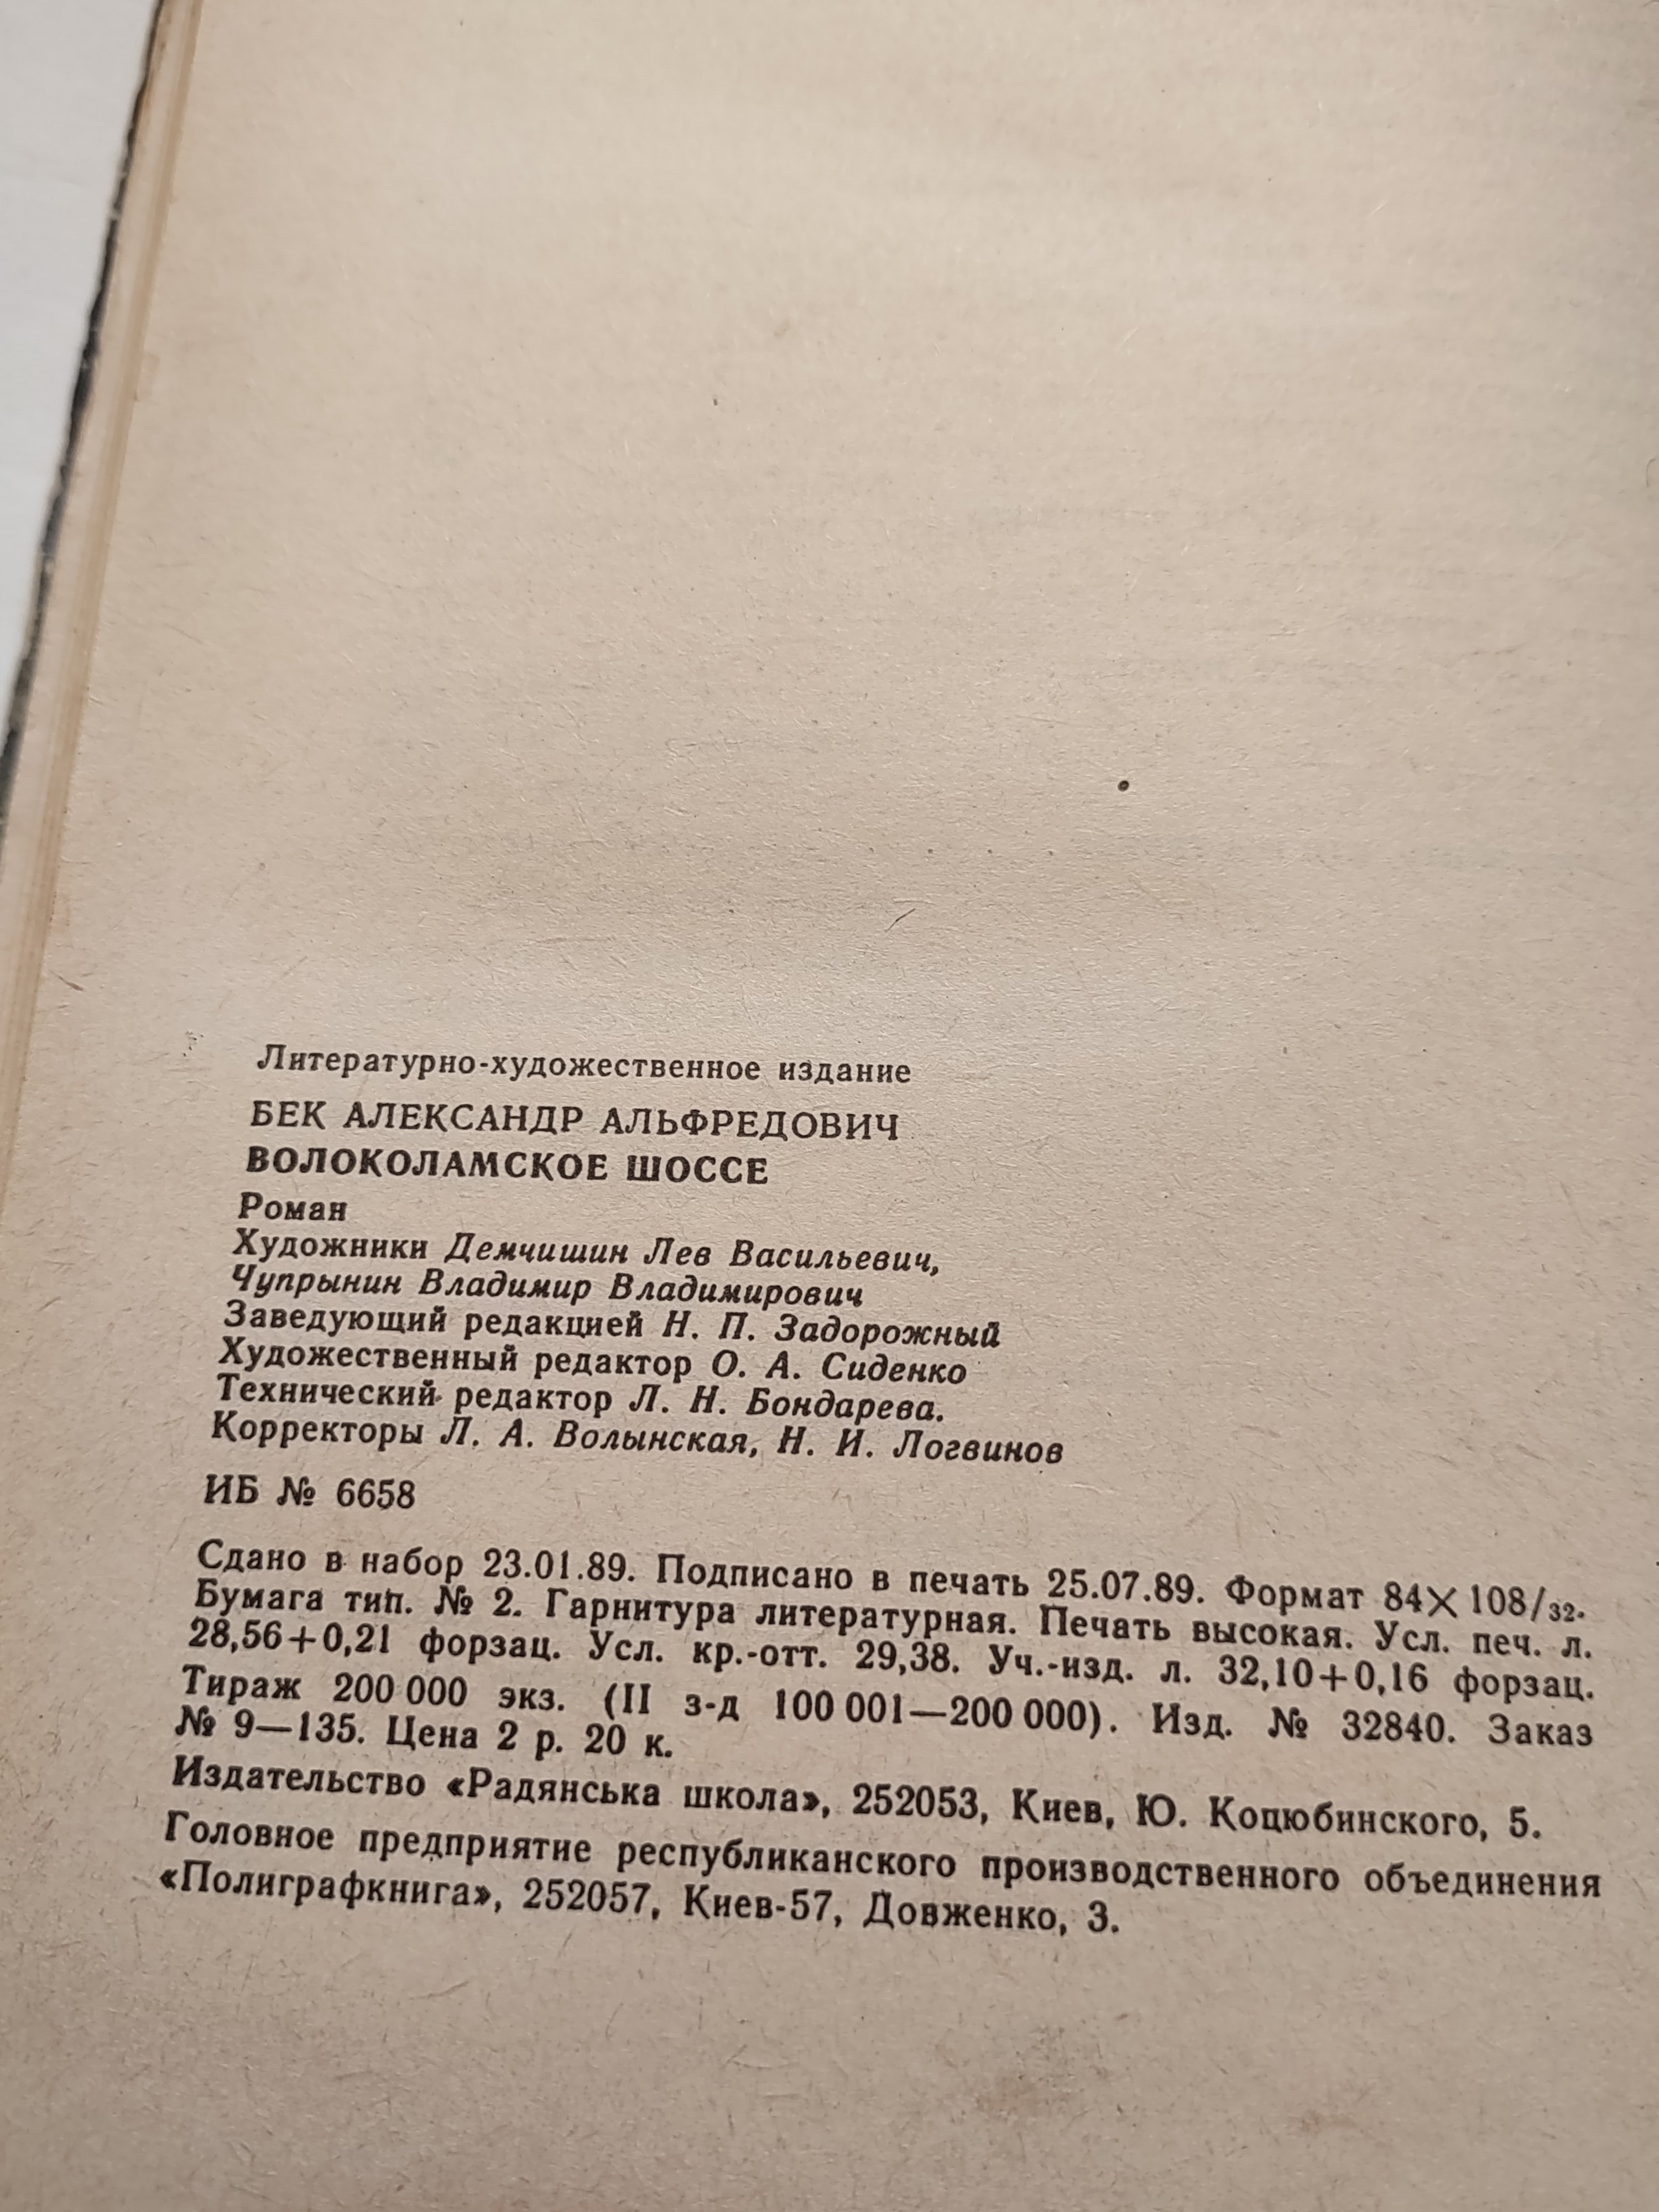 Литературно-художественное издание
БЕК АЛЕКСАНДР АЛЬФРЕДОВИЧ
ВОЛОКОЛАМСКОЕ ШОССЕ
Роман
Художники Демчишин Лев Васильевич,
Чупрынин Владимир Владимирович
Заведующий редакцией Н. П. Задорожный
Художественный редактор О. А. Сиденко
Технический редактор Л. Н. Бондарева.
Корректоры Л. А. Волынская, Н. И. Логвинов
ИБ № 6658
Сдано в набор 23.01.89. Подписано в печать 25.07.89. Формат 84×108/32.
Бумага тип. № 2. Гарнитура литературная. Печать высокая. Усл. печ. л.
28,56+0,21 форзац. Усл. кр.-отт. 29,38. Уч.-изд. л. 32,10+0,16 форзац.
Тираж 200 000 экз. (II з-д 100 001—200 000). Изд. № 32840. Заказ
№ 9—135. Цена 2 р. 20 к.
Издательство «Радянська школа», 252053, Киев, Ю. Коцюбинского, 5.
Головное предприятие республиканского производственного объединения
«Полиграфкнига», 252057, Киев-57, Довженко, 3.